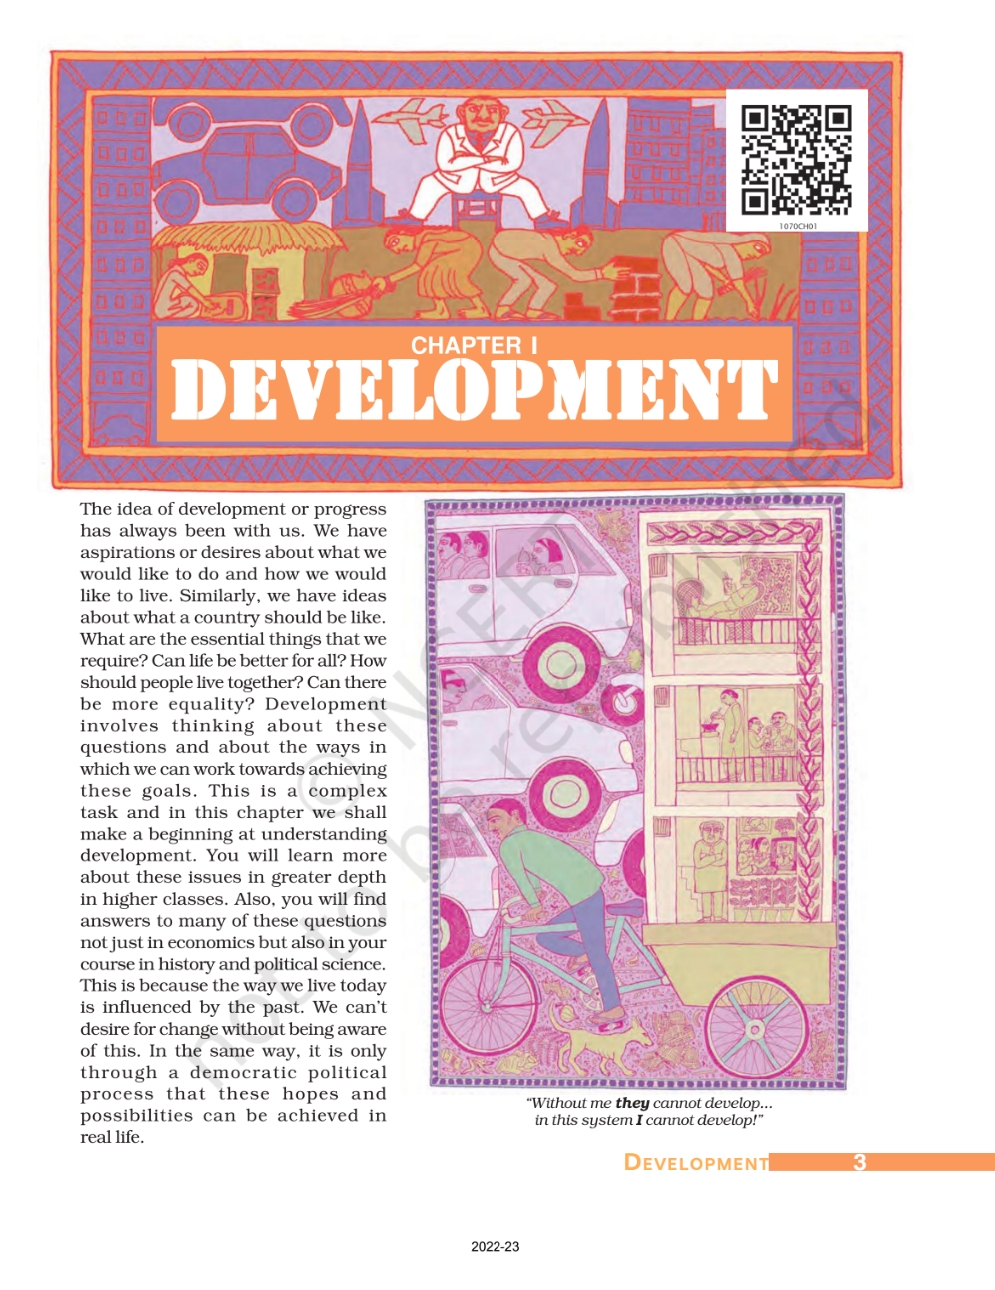 1070CH01
CHAPTER I
DEVELOPMENT
The idea of development or progress
has always been with us. We have
aspirations or desires about what we
would like to do and how we would
like to live. Similarly, we have ideas
about what a country should be like.
What are the essential things that we
require? Can life be better for all? How
should people live together? Can there
be more equality? Development
involves thinking about these
questions and about the ways in
which we can work towards achieving
these goals. This is a complex
task and in this chapter we shall
make a beginning at understanding
development. You will learn more
about these issues in greater depth
in higher classes. Also, you will find
answers to many of these questions
not just in economics but also in your
course in history and political science.
This is because the way we live today
is influenced by the past. We can't
desire for change without being aware
of this. In the same way, it is only
through a democratic political
process that these hopes and
possibilities can be achieved in
real life.
© NCERT
not to be republished
“Without me they cannot develop...
in this system I cannot develop!”
DEVELOPMENT 3
2022-23